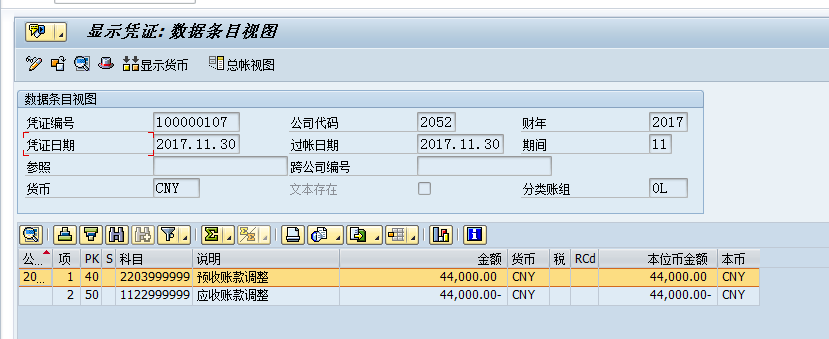 显示凭证: 数据条目视图
显示货币 总帐视图
数据条目视图
凭证编号 100000107 公司代码 2052 财年 2017
凭证日期 2017.11.30 过帐日期 2017.11.30 期间 11
参照 跨公司编号
货币 CNY 文本存在 分类账组 0L
公... 项 PK S 科目 说明 金额 货币 税 RCd 本位币金额 本币
20... 1 40 2203999999 预收账款调整 44,000.00 CNY 44,000.00 CNY
2 50 1122999999 应收账款调整 44,000.00- CNY 44,000.00- CNY